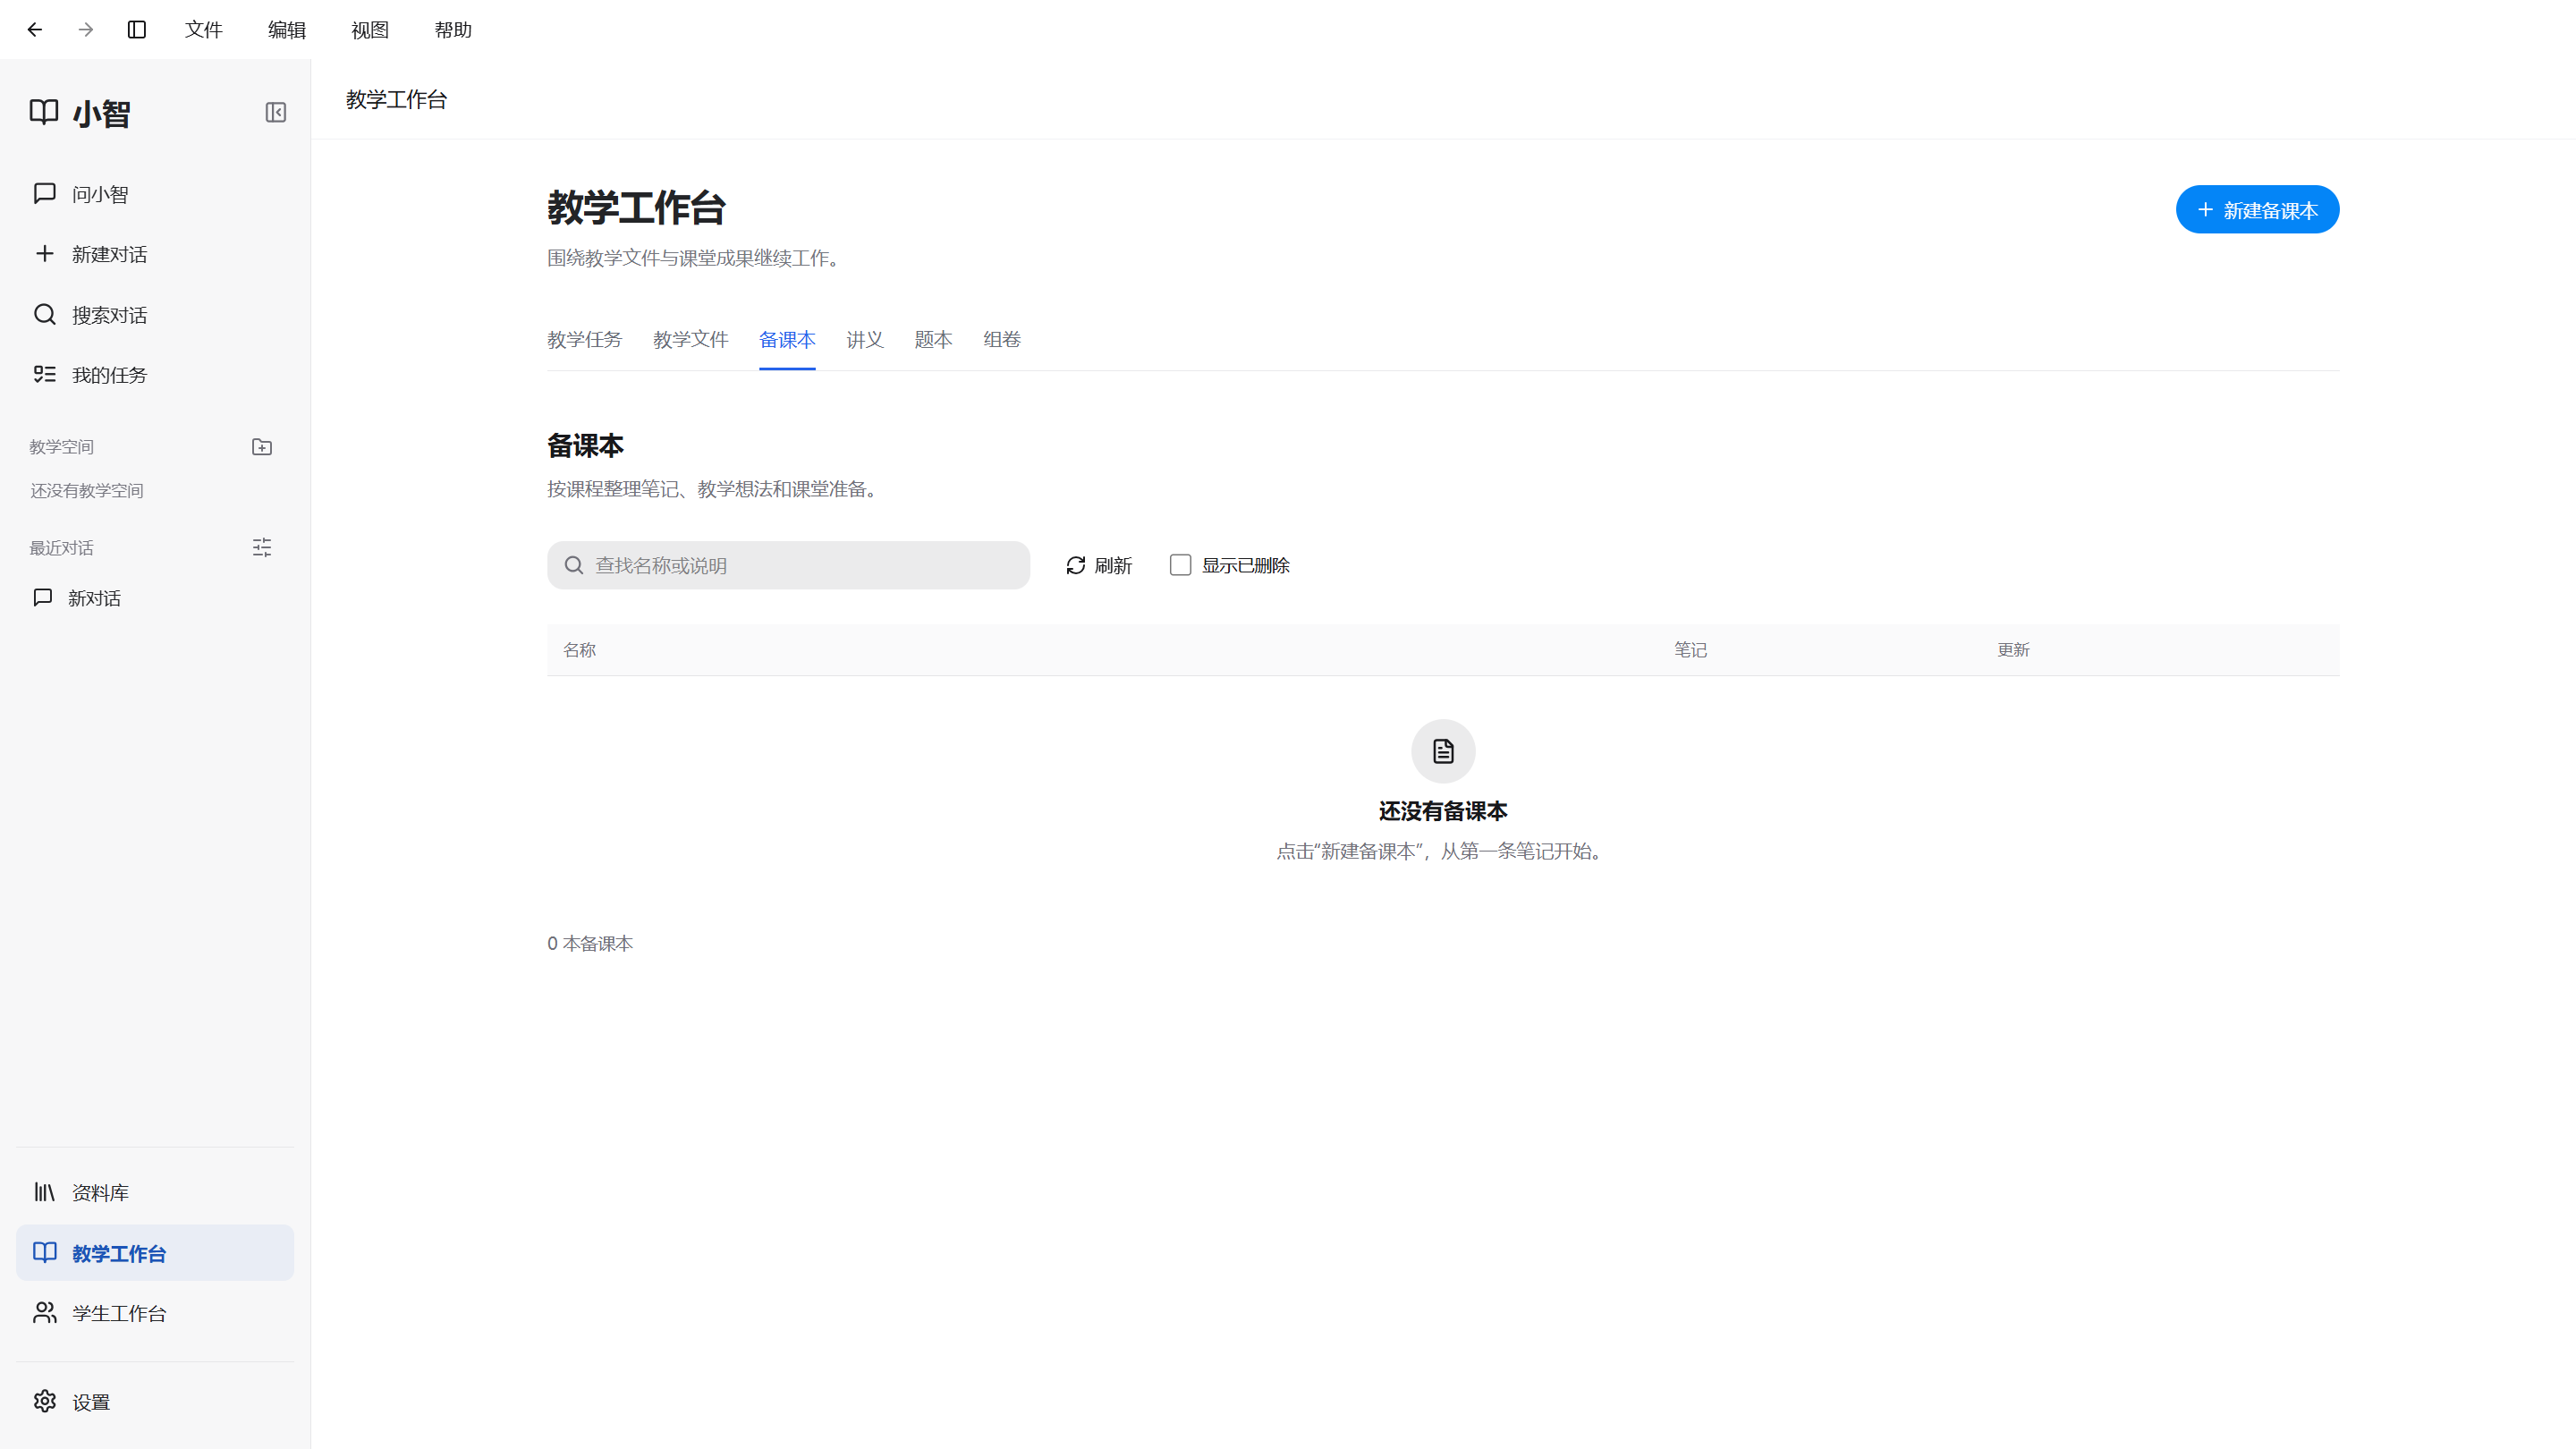 文件 编辑 视图 帮助
小智
问小智
新建对话
搜索对话
我的任务
教学空间
还没有教学空间
最近对话
新对话
资料库
教学工作台
学生工作台
设置
教学工作台
教学工作台
新建备课本
围绕教学文件与课堂成果继续工作。
教学任务 教学文件 备课本 讲义 题本 组卷
备课本
按课程整理笔记、教学想法和课堂准备。
查找名称或说明 刷新 显示已删除
名称 笔记 更新
还没有备课本
点击“新建备课本”，从第一条笔记开始。
0 本备课本